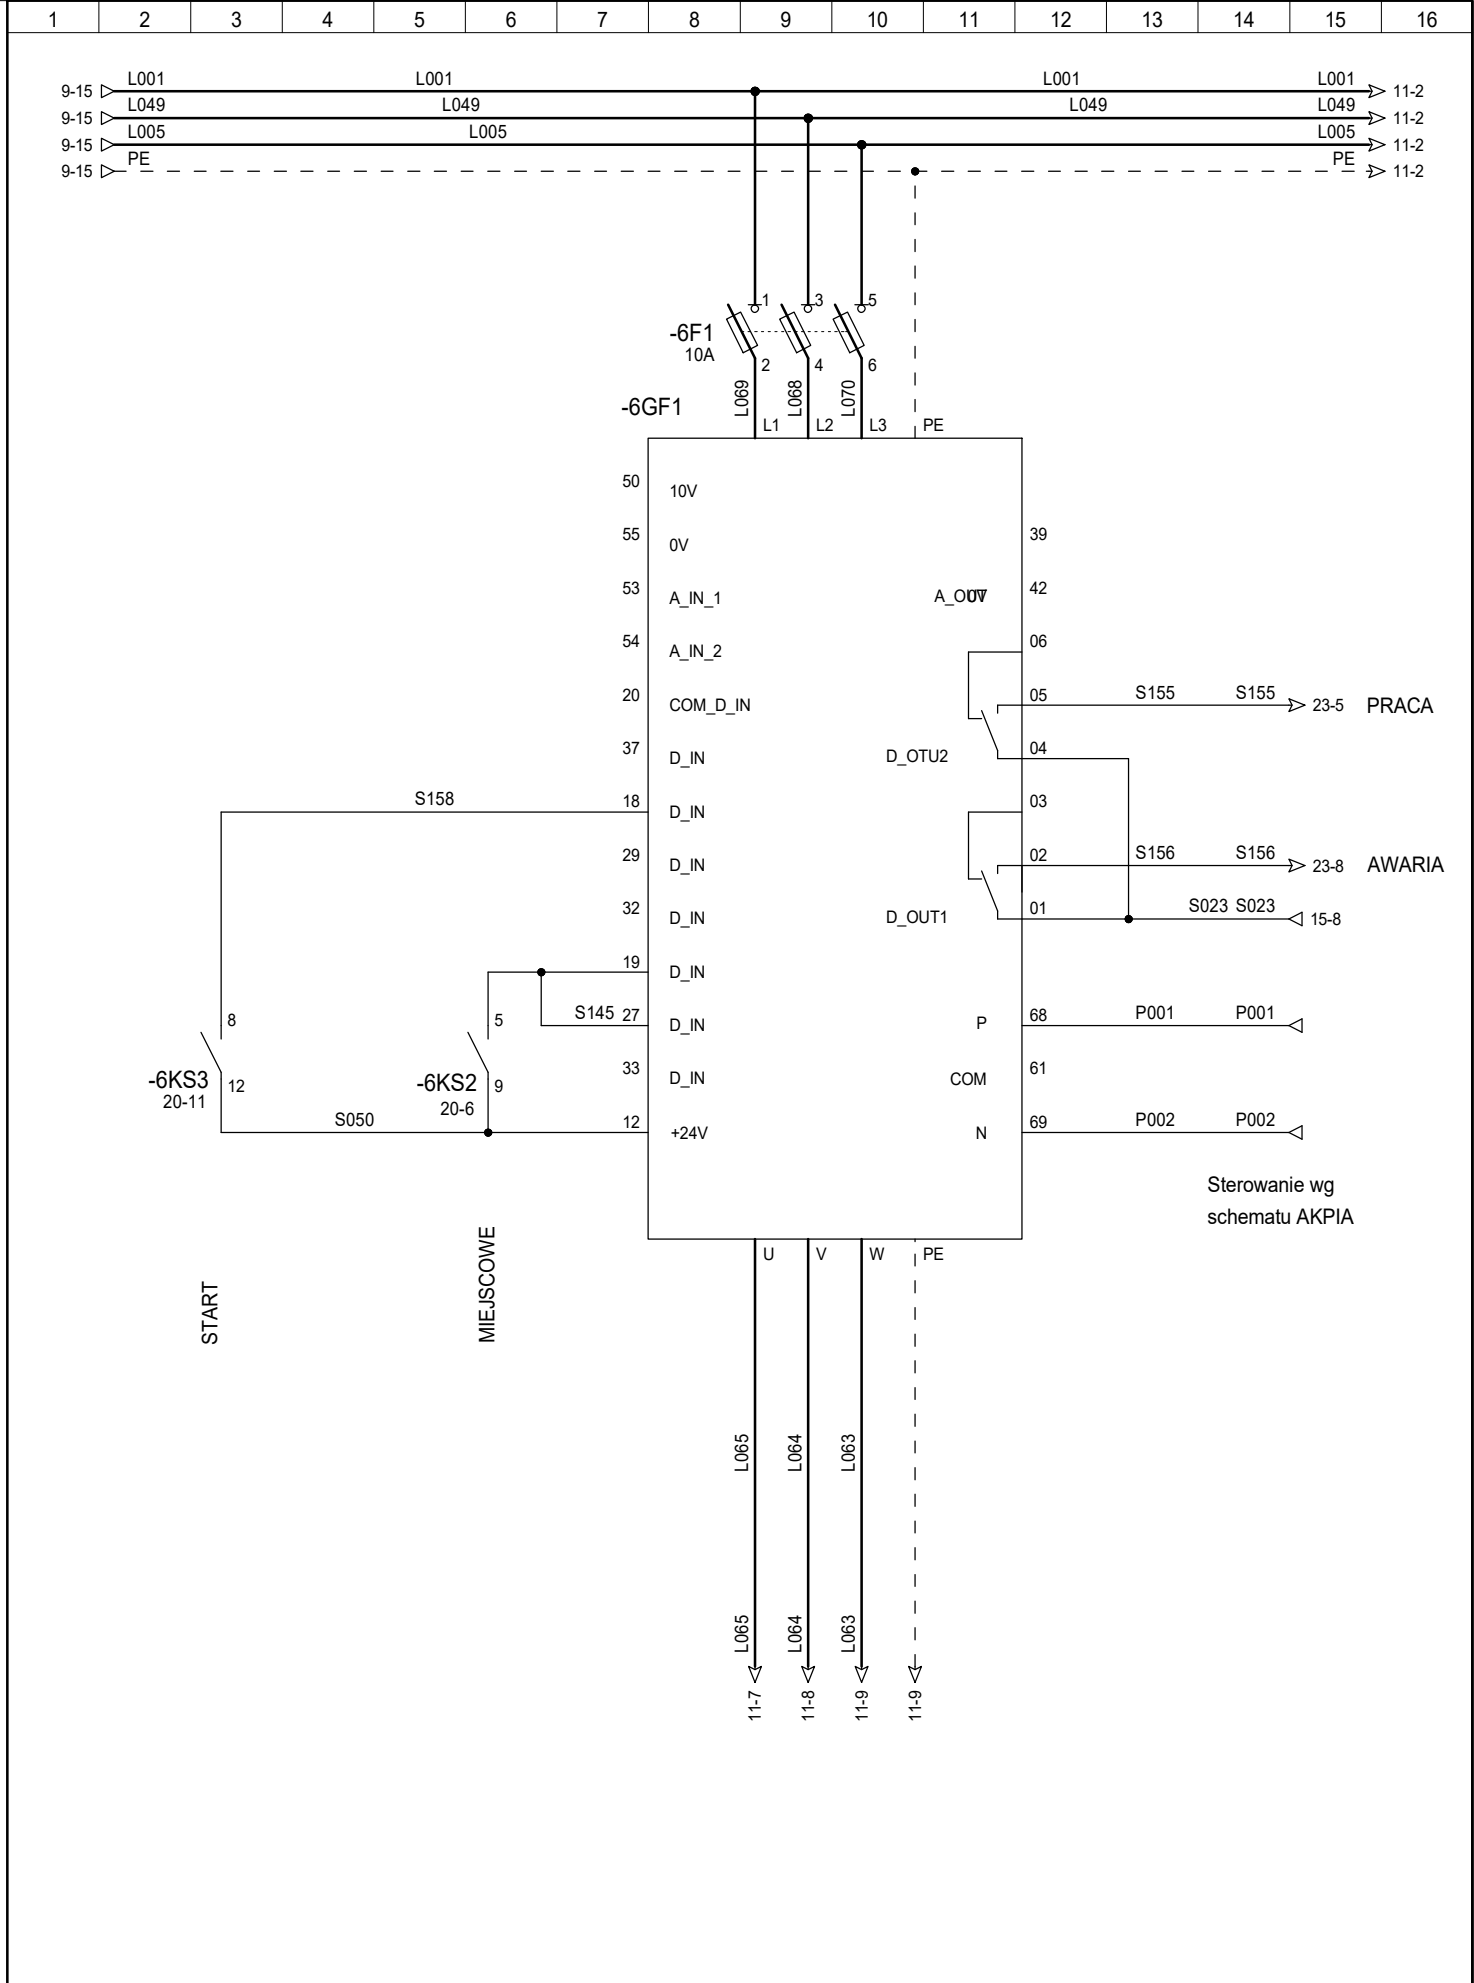 1 2 3 4 5 6 7 8 9 10 11 12 13 14 15 16
9-15 L001 L001 L001 L001 11-2
9-15 L049 L049 L049 L049 11-2
9-15 L005 L005 L005 11-2
9-15 PE PE 11-2
1 3 5
-6F1
10A
2 4 6
L069 L068 L070
-6GF1
L1 L2 L3 PE
50 10V
55 0V 39
53 A_IN_1 A_OUT 0V 42
54 A_IN_2 06
20 COM_D_IN 05 S155 S155 23-5 PRACA
37 D_IN D_OTU2 04
S158 18 D_IN 03
29 D_IN 02 S156 S156 23-8 AWARIA
32 D_IN D_OUT1 01 S023 S023 15-8
19 D_IN
8 5 S145 27 D_IN P 68 P001 P001
-6KS3 12 -6KS2 9 33 D_IN COM 61
20-11 20-6
S050 12 +24V N 69 P002 P002
Sterowanie wg
schematu AKPIA
START MIEJSCOWE
U V W PE
L065 L064 L063
L065 L064 L063
11-7 11-8 11-9 11-9